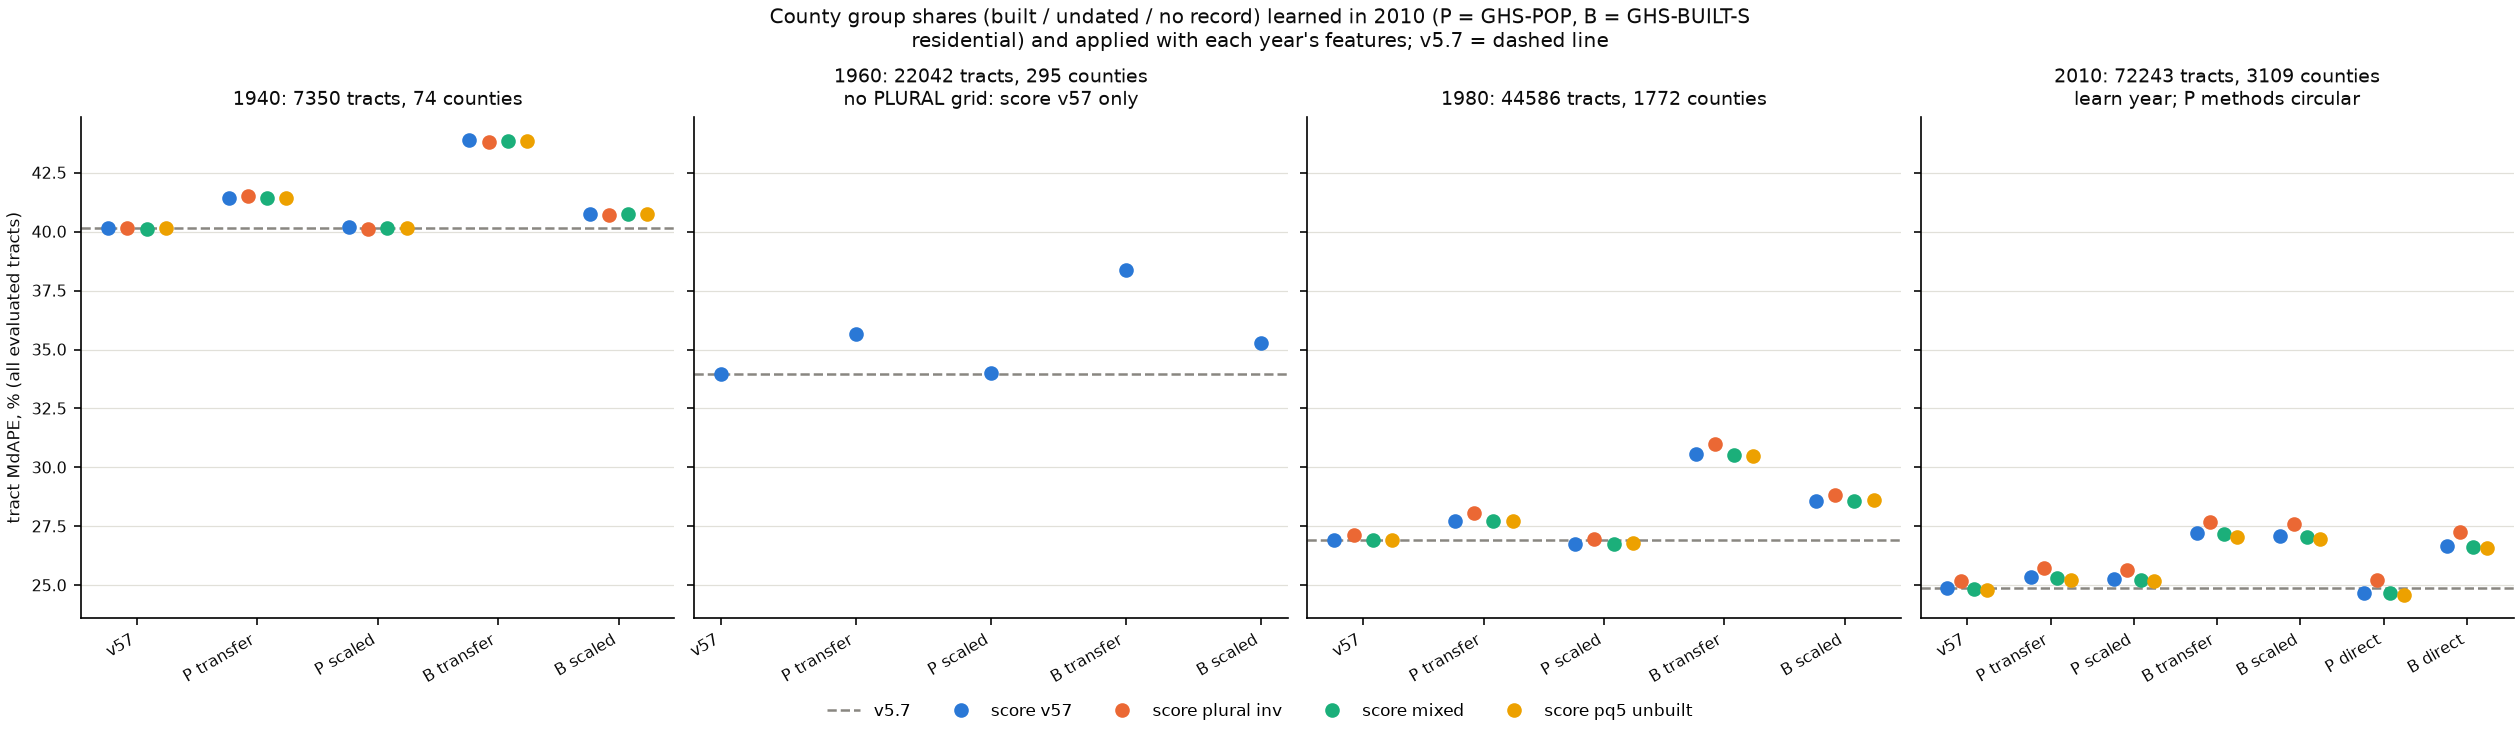 County group shares (built / undated / no record) learned in 2010 (P = GHS-POP, B = GHS-BUILT-S
residential) and applied with each year's features; v5.7 = dashed line
1940: 7350 tracts, 74 counties
1960: 22042 tracts, 295 counties
no PLURAL grid: score v57 only
1980: 44586 tracts, 1772 counties
2010: 72243 tracts, 3109 counties
learn year; P methods circular
tract MdAPE, % (all evaluated tracts)
42.5
40.0
37.5
35.0
32.5
30.0
27.5
25.0
v57
P transfer
P scaled
B transfer
B scaled
v57
P transfer
P scaled
B transfer
B scaled
v57
P transfer
P scaled
B transfer
B scaled
v57
P transfer
P scaled
B transfer
B scaled
P direct
B direct
v5.7
score v57
score plural inv
score mixed
score pq5 unbuilt